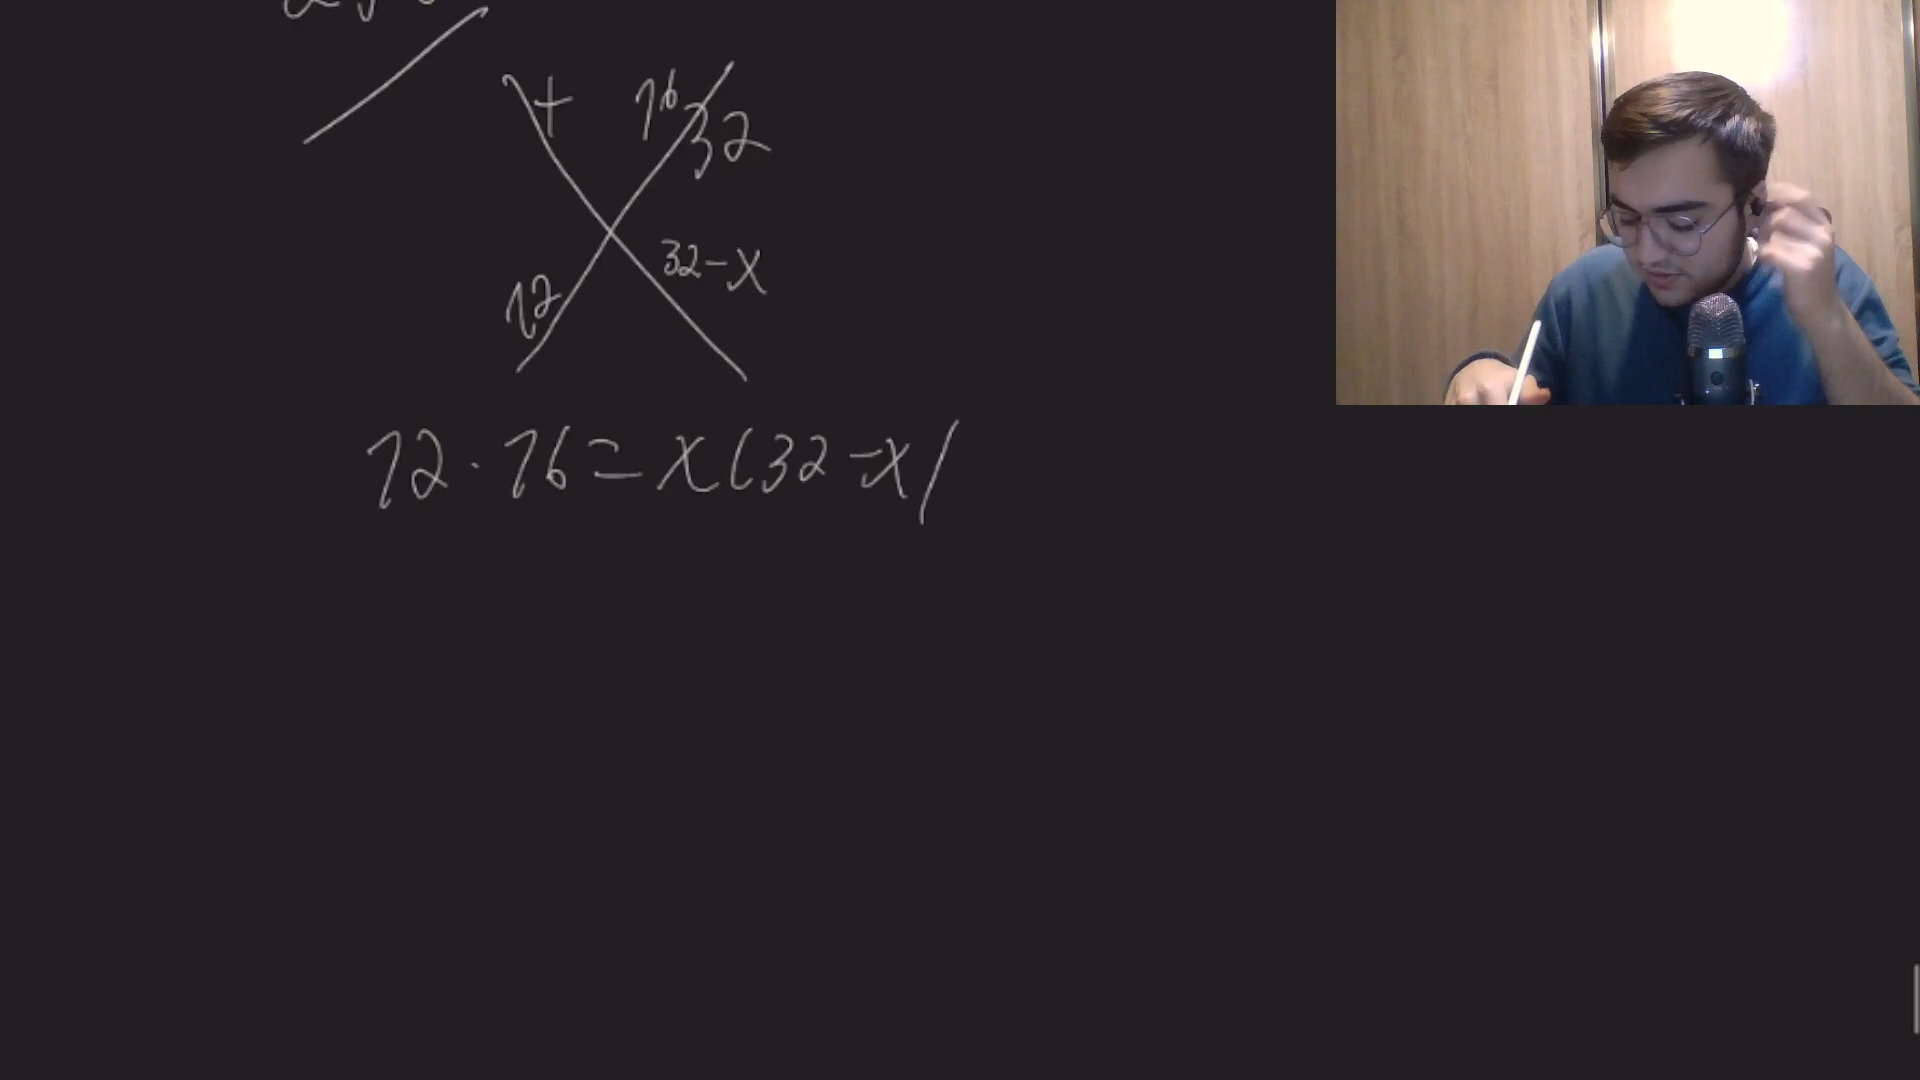 + 16 32
12 32-x
12 · 16 = x (32 - x)